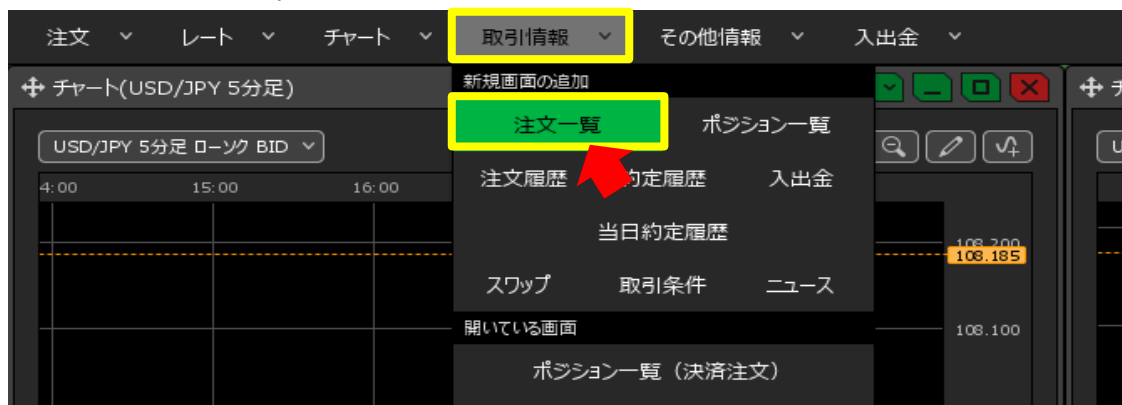 注文 レート チャート 取引情報 その他情報 入出金
チャート(USD/JPY 5分足)
新規画面の追加
注文一覧 ポジション一覧
USD/JPY 5分足 ローソク BID
注文履歴 約定履歴 入出金
4:00 15:00 16:00
当日約定履歴
108.200
108.185
スワップ 取引条件 ニュース
開いている画面
108.100
ポジション一覧（決済注文）